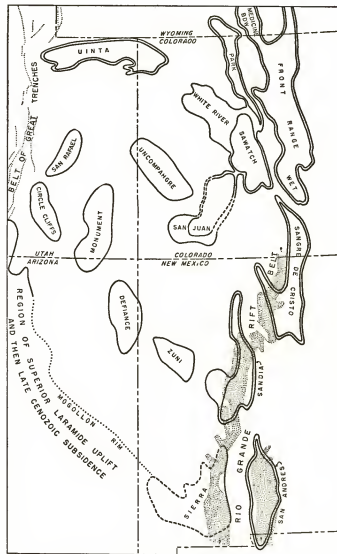 WYOMING
COLORADO
MEDICINE
BOW
UINTA
PARK
FRONT
RANGE
WET
BELT OF GREAT TRENCHES
WHITE RIVER
SAWATCH
SAN RAFAEL
UNCOMPAHGRE
CIRCLE CLIFFS
MONUMENT
SAN JUAN
SANGRE
DE CRISTO
UTAH
ARIZONA
COLORADO
NEW MEXICO
BELT
RIFT
DEFIANCE
ZUNI
SANDIA
REGION OF SUPERIOR LARAMIDE UPLIFT
AND THEN LATE CENOZOIC SUBSIDENCE
MOGOLLON RIM
SIERRA
RIO GRANDE
SAN ANDRES